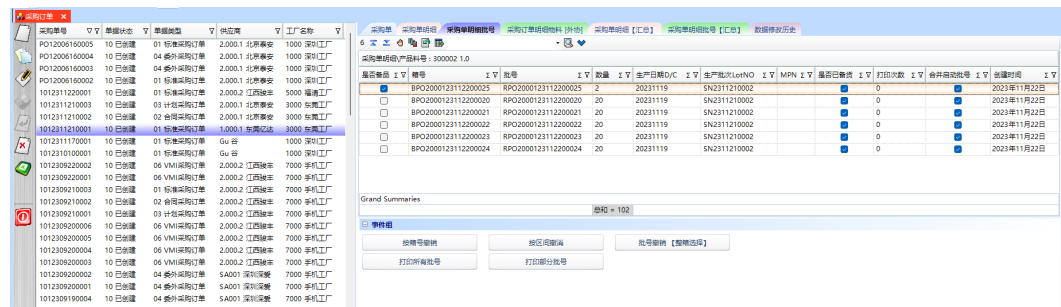 采购订单
采购单号 单据状态 单据类型 供应商 工厂名称
PO12006160005 10 已创建 01 标准采购订单 2.000.1 北京泰安 1000 深圳工厂
PO12006160004 10 已创建 04 委外采购订单 2.000.1 北京泰安 1000 深圳工厂
PO12006160003 10 已创建 04 委外采购订单 2.000.1 北京泰安 1000 深圳工厂
PO12006160002 10 已创建 01 标准采购订单 2.000.1 北京泰安 1000 深圳工厂
1012311220001 10 已创建 01 标准采购订单 2.000.2 江西骏丰 5000 福清工厂
1012311210003 10 已创建 03 计划采购订单 2.000.1 北京泰安 3000 东莞工厂
1012311210002 10 已创建 02 合同采购订单 2.000.1 北京泰安 3000 东莞工厂
1012311210001 10 已创建 01 标准采购订单 1.000.1 东莞亿达 3000 东莞工厂
1012311170001 10 已创建 01 标准采购订单 Gu 谷 1000 深圳工厂
1012310100001 10 已创建 01 标准采购订单 Gu 谷 1000 深圳工厂
1012309220002 10 已创建 06 VMI采购订单 2.000.2 江西骏丰 7000 手机工厂
1012309220001 10 已创建 06 VMI采购订单 2.000.2 江西骏丰 7000 手机工厂
1012309210003 10 已创建 01 标准采购订单 2.000.2 江西骏丰 7000 手机工厂
1012309210002 10 已创建 02 合同采购订单 2.000.2 江西骏丰 7000 手机工厂
1012309210001 10 已创建 03 计划采购订单 2.000.2 江西骏丰 7000 手机工厂
1012309200006 10 已创建 06 VMI采购订单 2.000.2 江西骏丰 7000 手机工厂
1012309200005 10 已创建 06 VMI采购订单 2.000.2 江西骏丰 7000 手机工厂
1012309200004 10 已创建 06 VMI采购订单 2.000.2 江西骏丰 7000 手机工厂
1012309200003 10 已创建 06 VMI采购订单 2.000.2 江西骏丰 7000 手机工厂
1012309200002 10 已创建 04 委外采购订单 SA001 深圳深爱 7000 手机工厂
1012309200001 10 已创建 04 委外采购订单 SA001 深圳深爱 7000 手机工厂
1012309190004 10 已创建 04 委外采购订单 SA001 深圳深爱 7000 手机工厂
采购单 采购单明细 采购单明细批号 采购订单明细物料 [外协] 采购单明细【汇总】 采购单明细批号【汇总】 数据修改历史
6
采购单明细\产品料号：300002 1.0
是否备品 箱号 批号 数量 生产日期D/C 生产批次LotNO MPN 是否已备货 打印次数 合并启动批号 创建时间
BPO2000123112200025 RPO2000123112200025 2 20231119 SN2311210002 0 2023年11月22日
BPO2000123112200020 RPO2000123112200020 20 20231119 SN2311210002 0 2023年11月22日
BPO2000123112200021 RPO2000123112200021 20 20231119 SN2311210002 0 2023年11月22日
BPO2000123112200022 RPO2000123112200022 20 20231119 SN2311210002 0 2023年11月22日
BPO2000123112200023 RPO2000123112200023 20 20231119 SN2311210002 0 2023年11月22日
BPO2000123112200024 RPO2000123112200024 20 20231119 SN2311210002 0 2023年11月22日
Grand Summaries
总和 = 102
事件组
按箱号撤销 按区间撤消 批号撤销 【整箱选择】
打印所有批号 打印部分批号